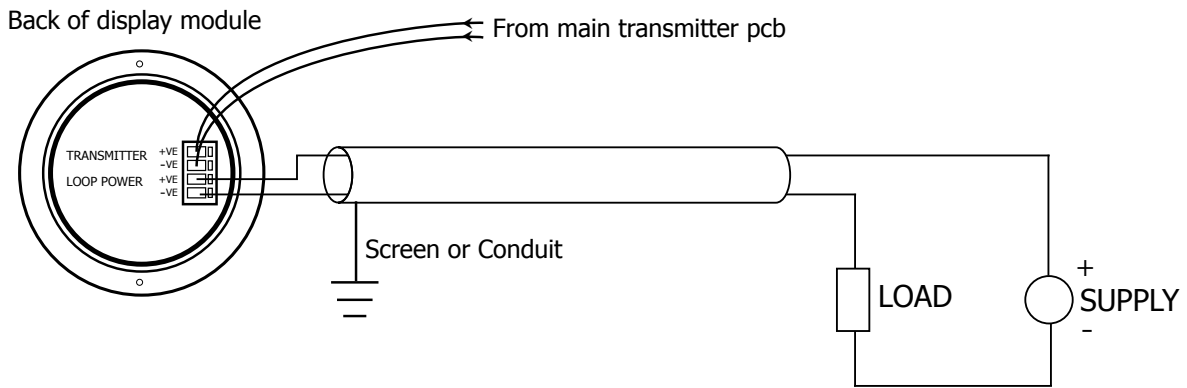 Back of display module
From main transmitter pcb
TRANSMITTER +VE
-VE
LOOP POWER +VE
-VE
Screen or Conduit
LOAD
+
SUPPLY
-